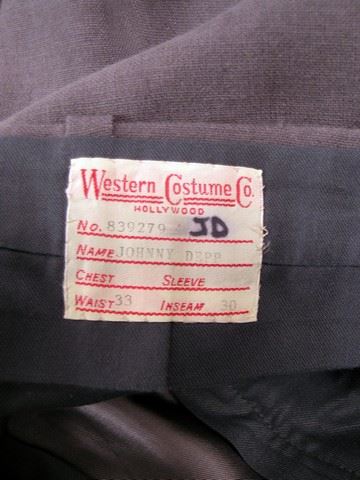 Western Costume Co.
HOLLYWOOD
No. 839279 JD
NAME JOHNNY DEPP
CHEST SLEEVE
WAIST 33 INSEAM 30